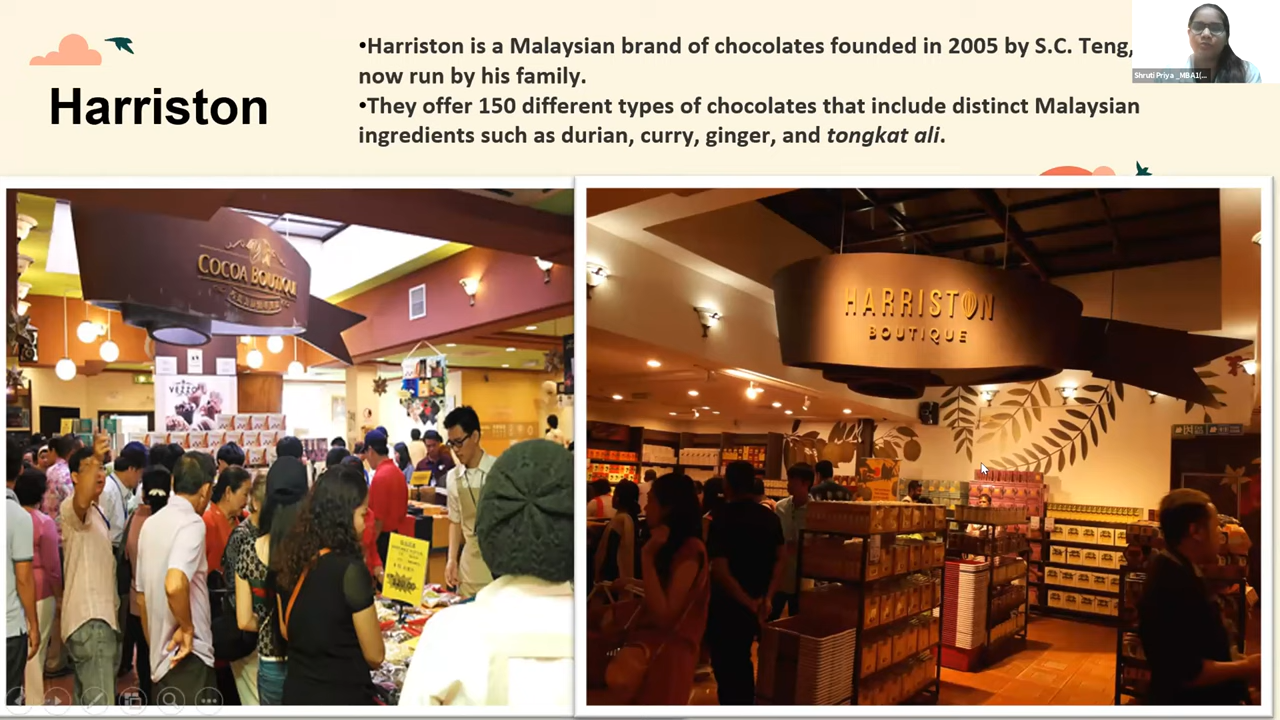 •Harriston is a Malaysian brand of chocolates founded in 2005 by S.C. Teng,
now run by his family.
Harriston
•They offer 150 different types of chocolates that include distinct Malaysian
ingredients such as durian, curry, ginger, and tongkat ali.
Shruti Priya _MBA1(...
COCOA BOUTIQUE
VEZZO
HARRISTON
BOUTIQUE